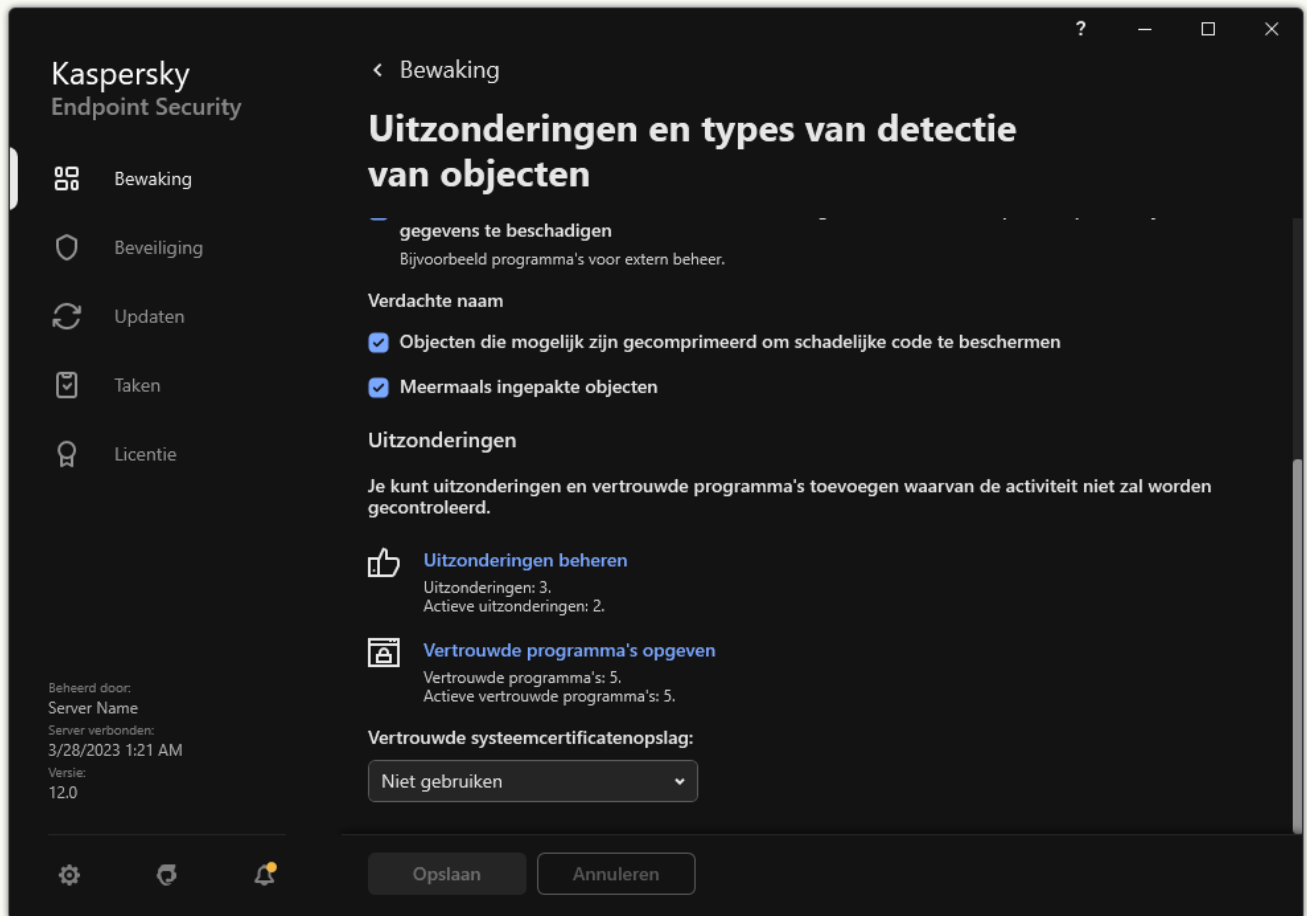 ?
Kaspersky
Endpoint Security
Bewaking
Beveiliging
Updaten
Taken
Licentie
Beheerd door:
Server Name
Server verbonden:
3/28/2023 1:21 AM
Versie:
12.0
Bewaking
Uitzonderingen en types van detectie
van objecten
gegevens te beschadigen
Bijvoorbeeld programma's voor extern beheer.
Verdachte naam
Objecten die mogelijk zijn gecomprimeerd om schadelijke code te beschermen
Meermaals ingepakte objecten
Uitzonderingen
Je kunt uitzonderingen en vertrouwde programma's toevoegen waarvan de activiteit niet zal worden
gecontroleerd.
Uitzonderingen beheren
Uitzonderingen: 3.
Actieve uitzonderingen: 2.
Vertrouwde programma's opgeven
Vertrouwde programma's: 5.
Actieve vertrouwde programma's: 5.
Vertrouwde systeemcertificatenopslag:
Niet gebruiken
Opslaan
Annuleren